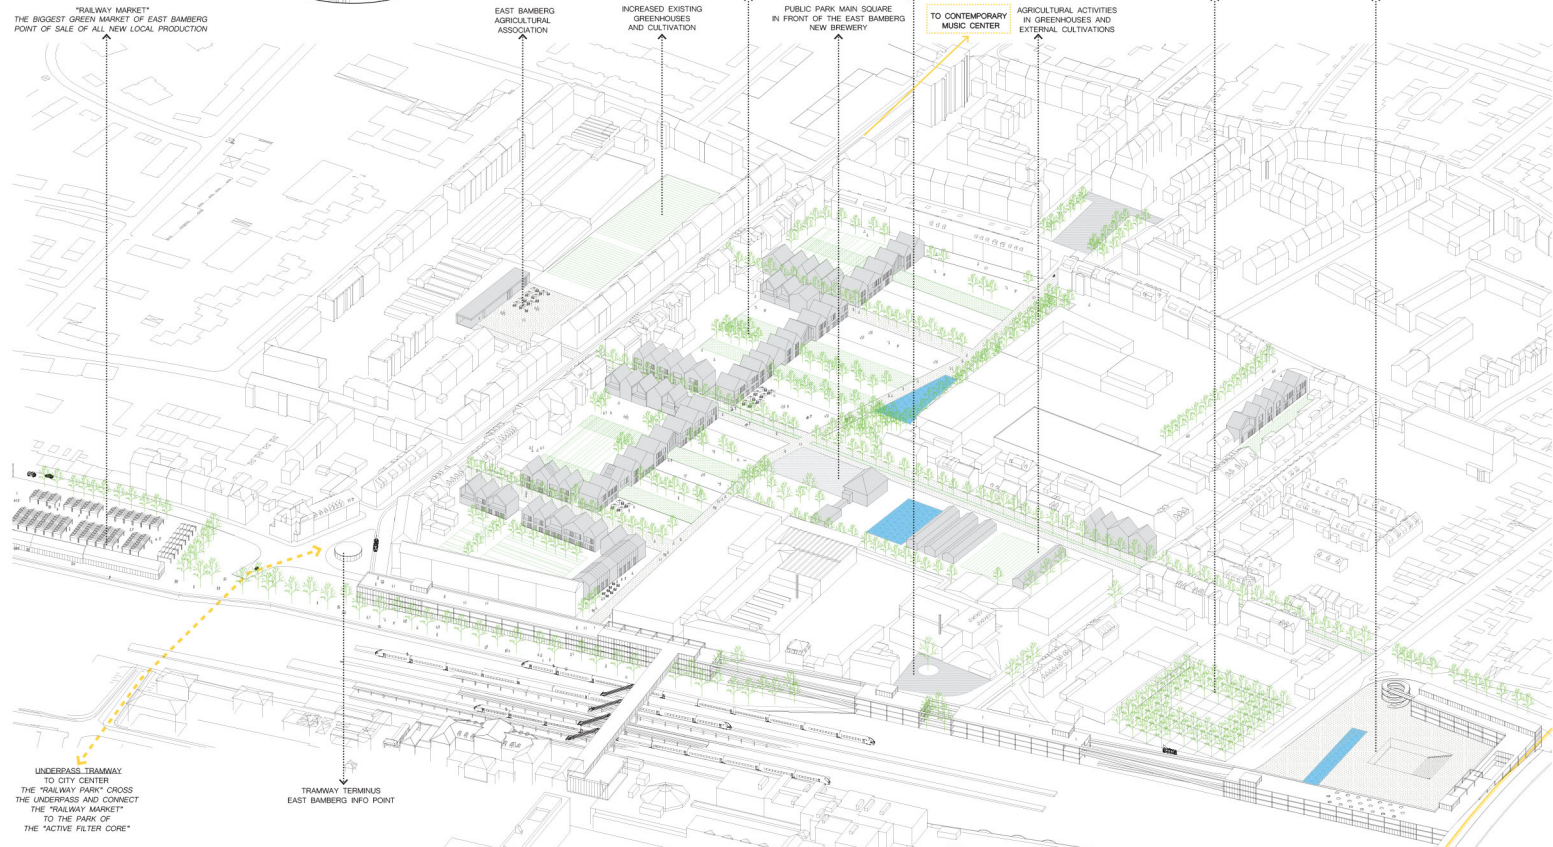 "RAILWAY MARKET"
THE BIGGEST GREEN MARKET OF EAST BAMBERG
POINT OF SALE OF ALL NEW LOCAL PRODUCTION
EAST BAMBERG
AGRICULTURAL
ASSOCIATION
INCREASED EXISTING
GREENHOUSES
AND CULTIVATION
PUBLIC PARK MAIN SQUARE
IN FRONT OF THE EAST BAMBERG
NEW BREWERY
TO CONTEMPORARY
MUSIC CENTER
AGRICULTURAL ACTIVITIES
IN GREENHOUSES AND
EXTERNAL CULTIVATIONS
UNDERPASS TRAMWAY
TO CITY CENTER
THE "RAILWAY PARK" CROSS
THE UNDERPASS AND CONNECT
THE "RAILWAY MARKET"
TO THE PARK OF
THE "ACTIVE FILTER CORE"
TRAMWAY TERMINUS
EAST BAMBERG INFO POINT